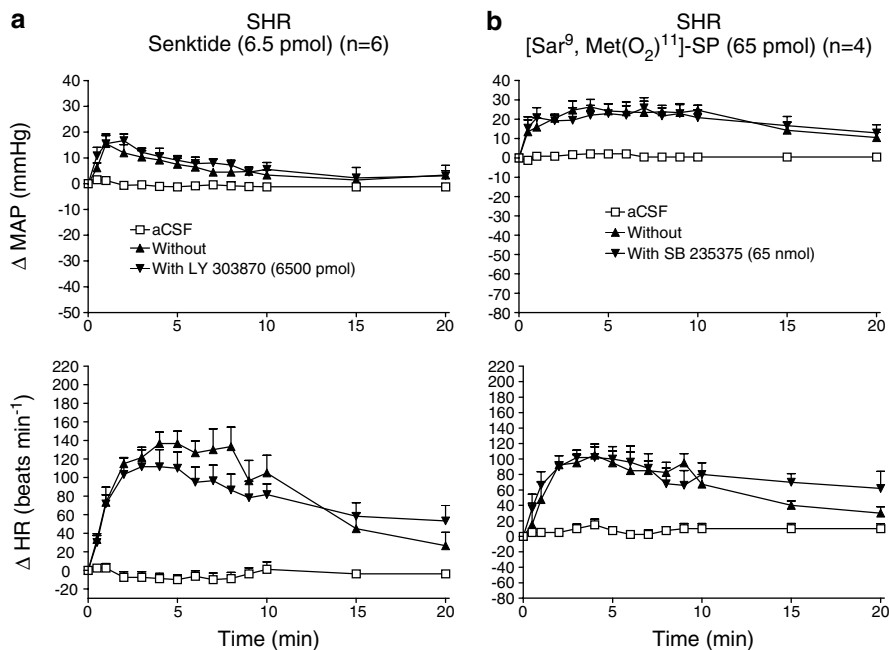 a
SHR
Senktide (6.5 pmol) (n=6)
b
SHR
[Sar⁹, Met(O₂)¹¹]-SP (65 pmol) (n=4)
Δ MAP (mmHg)
40
30
20
10
0
-10
-20
-30
-40
-50
aCSF
Without
With LY 303870 (6500 pmol)
0 5 10 15 20
40
30
20
10
0
-10
-20
-30
-40
-50
-60
-70
-80
aCSF
Without
With SB 235375 (65 nmol)
0 5 10 15 20
Δ HR (beats min⁻¹)
220
200
180
160
140
120
100
80
60
40
20
0
-20
0 5 10 15 20
Time (min)
220
200
180
160
140
120
100
80
60
40
20
0
-20
-40
-60
-80
0 5 10 15 20
Time (min)